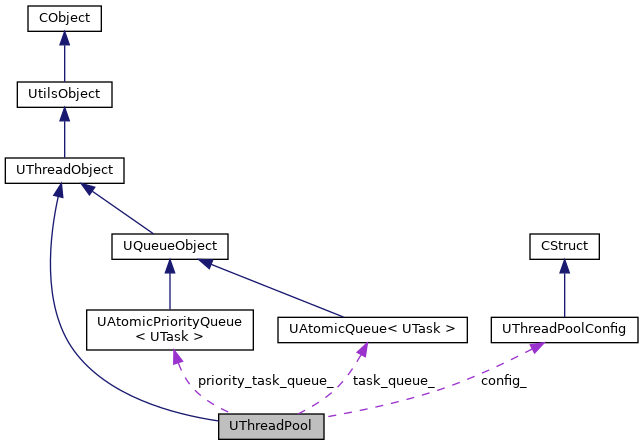 CObject
UtilsObject
UThreadObject
UQueueObject
CStruct
UAtomicPriorityQueue
< UTask >
UAtomicQueue< UTask >
UThreadPoolConfig
priority_task_queue_
task_queue_
config_
UThreadPool